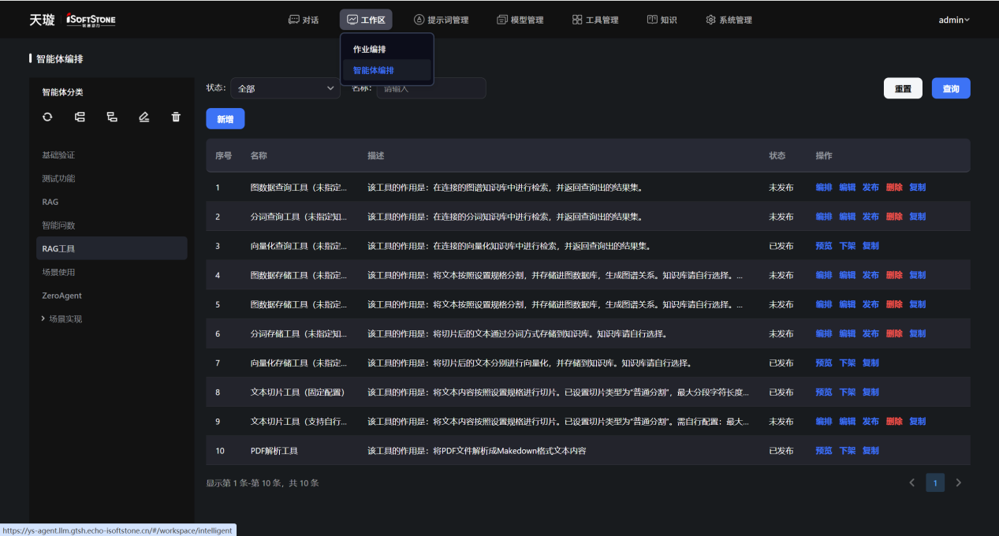 天璇 iSoftStone 软通动力 对话 工作区 提示词管理 模型管理 工具管理 知识 系统管理 admin
作业编排
智能体编排
智能体编排
智能体分类
基础验证
测试功能
RAG
智能问数
RAG工具
场景使用
ZeroAgent
场景实现
状态: 全部 名称: 请输入 重置 查询
新增
序号 名称 描述 状态 操作
1 图数据查询工具（未指定... 该工具的作用是：在连接的图谱知识库中进行检索，并返回查询出的结果集。 未发布 编排 编辑 发布 删除 复制
2 分词查询工具（未指定知... 该工具的作用是：在连接的分词知识库中进行检索，并返回查询出的结果集。 未发布 编排 编辑 发布 删除 复制
3 向量化查询工具（未指定... 该工具的作用是：在连接的向量化知识库中进行检索，并返回查询出的结果集。 已发布 预览 下架 复制
4 图数据存储工具（未指定... 该工具的作用是：将文本按照设置规格分割，并存储进图数据库，生成图谱关系。知识库请自行选择。... 未发布 编排 编辑 发布 删除 复制
5 图数据存储工具（未指定... 该工具的作用是：将文本按照设置规格分割，并存储进图数据库，生成图谱关系。知识库请自行选择。... 未发布 编排 编辑 发布 删除 复制
6 分词存储工具（未指定知... 该工具的作用是：将切片后的文本通过分词方式存储到知识库。知识库请自行选择。 未发布 编排 编辑 发布 删除 复制
7 向量化存储工具（未指定... 该工具的作用是：将切片后的文本分别进行向量化，并存储到知识库。知识库请自行选择。 已发布 预览 下架 复制
8 文本切片工具（固定配置） 该工具的作用是：将文本内容按照设置规格进行切片。已设置切片类型为“普通分割”，最大分段字符长度... 已发布 预览 下架 复制
9 文本切片工具（支持自行... 该工具的作用是：将文本内容按照设置规格进行切片。已设置切片类型为“普通分割”。需自行配置：最大... 未发布 编排 编辑 发布 删除 复制
10 PDF解析工具 该工具的作用是：将PDF文件解析成Makedown格式文本内容 已发布 预览 下架 复制
显示第 1 条-第 10 条，共 10 条 1
https://ys-agent.llm.gtsh.echo-isoftstone.cn/#/workspace/intelligent